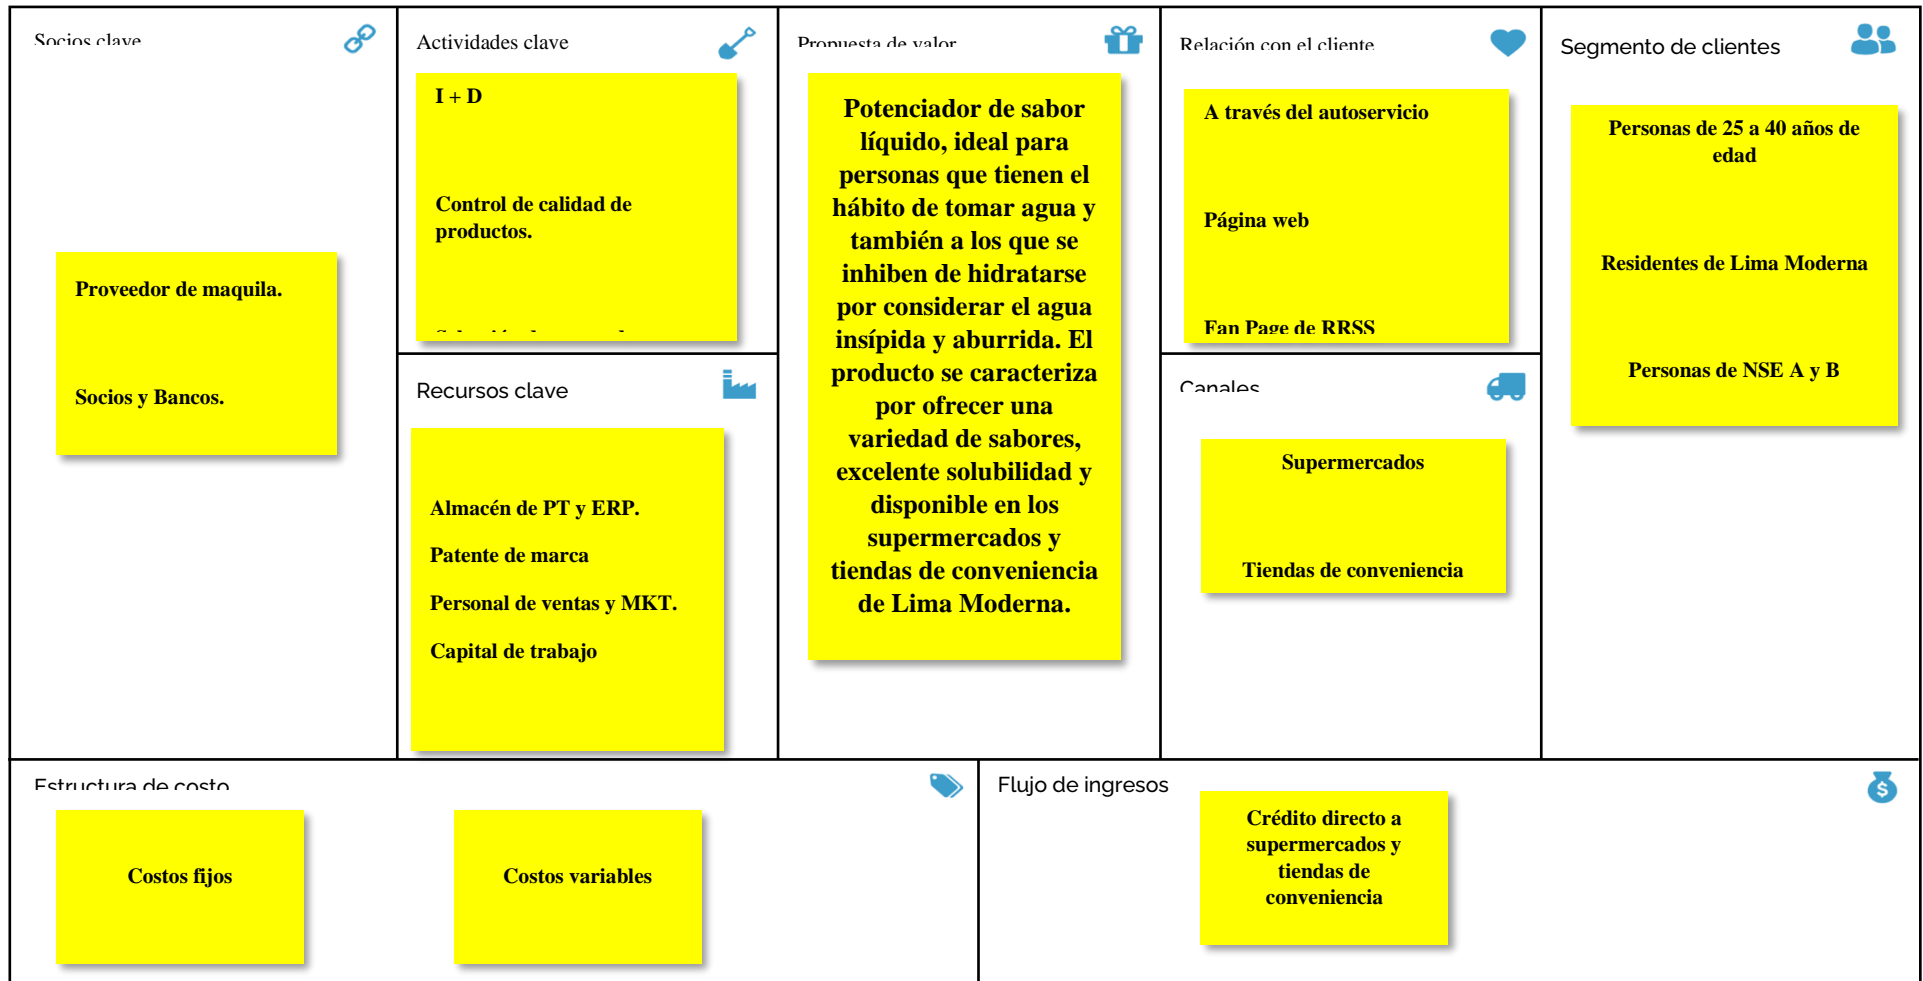 Socios clave
Proveedor de maquila.
Socios y Bancos.
Actividades clave
I + D
Control de calidad de
productos.
Recursos clave
Almacén de PT y ERP.
Patente de marca
Personal de ventas y MKT.
Capital de trabajo
Propuesta de valor
Potenciador de sabor
líquido, ideal para
personas que tienen el
hábito de tomar agua y
también a los que se
inhiben de hidratarse
por considerar el agua
insípida y aburrida. El
producto se caracteriza
por ofrecer una
variedad de sabores,
excelente solubilidad y
disponible en los
supermercados y
tiendas de conveniencia
de Lima Moderna.
Relación con el cliente
A través del autoservicio
Página web
Fan Page de RRSS
Canales
Supermercados
Tiendas de conveniencia
Segmento de clientes
Personas de 25 a 40 años de
edad
Residentes de Lima Moderna
Personas de NSE A y B
Estructura de costo
Costos fijos
Costos variables
Flujo de ingresos
Crédito directo a
supermercados y
tiendas de
conveniencia